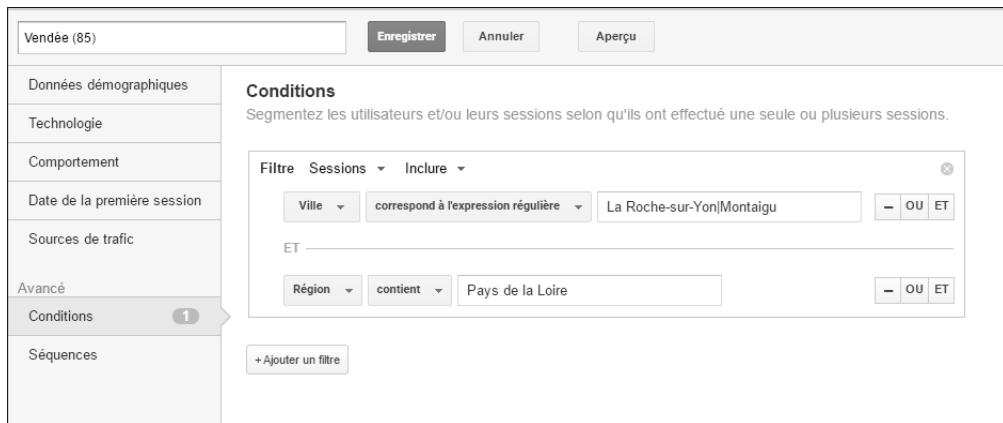 Vendée (85) Enregistrer Annuler Aperçu
Données démographiques
Technologie
Comportement
Date de la première session
Sources de trafic
Avancé
Conditions 1
Séquences
Conditions
Segmentez les utilisateurs et/ou leurs sessions selon qu'ils ont effectué une seule ou plusieurs sessions.
Filtre Sessions Inclure
Ville correspond à l'expression régulière La Roche-sur-Yon|Montaigu – OU ET
ET
Région contient Pays de la Loire – OU ET
+ Ajouter un filtre